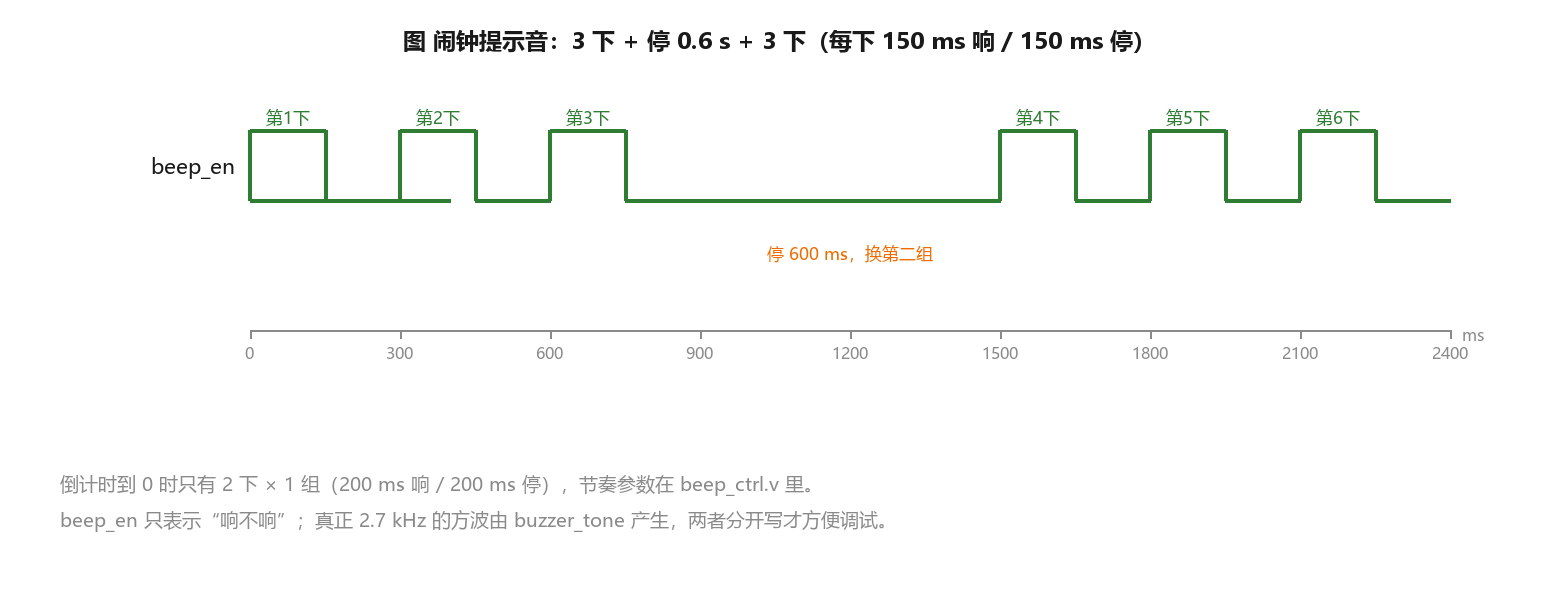 图 闹钟提示音：3 下 + 停 0.6 s + 3 下（每下 150 ms 响 / 150 ms 停）
第1下 第2下 第3下 第4下 第5下 第6下
beep_en
停 600 ms，换第二组
ms
0 300 600 900 1200 1500 1800 2100 2400
倒计时到 0 时只有 2 下 × 1 组（200 ms 响 / 200 ms 停），节奏参数在 beep_ctrl.v 里。
beep_en 只表示“响不响”；真正 2.7 kHz 的方波由 buzzer_tone 产生，两者分开写才方便调试。